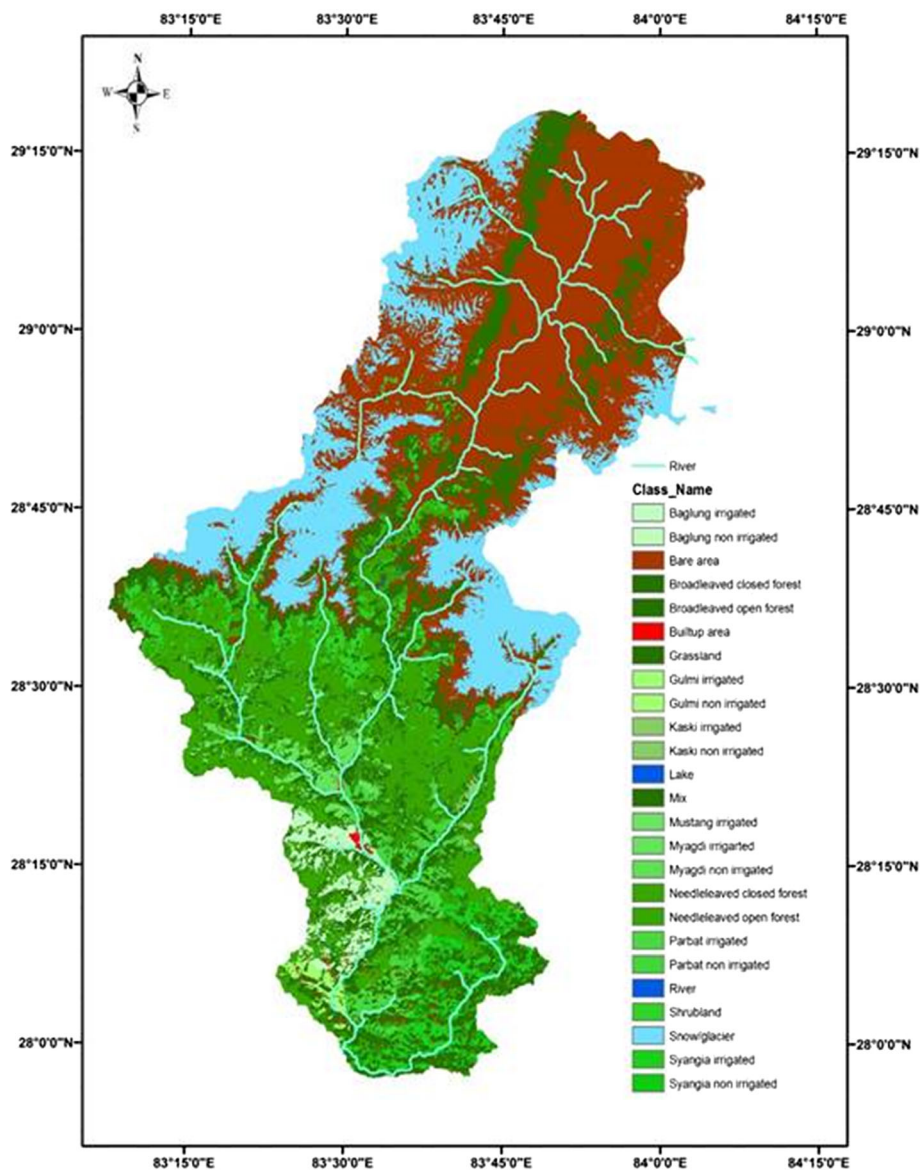 83°15'0"E 83°30'0"E 83°45'0"E 84°0'0"E 84°15'0"E
N
W E
S
29°15'0"N 29°15'0"N
29°0'0"N 29°0'0"N
28°45'0"N 28°45'0"N
28°30'0"N 28°30'0"N
28°15'0"N 28°15'0"N
28°0'0"N 28°0'0"N
River
Class_Name
Baglung irrigated
Baglung non irrigated
Bare area
Broadleaved closed forest
Broadleaved open forest
Builtup area
Grassland
Gulmi irrigated
Gulmi non irrigated
Kaski irrigated
Kaski non irrigated
Lake
Mix
Mustang irrigated
Myagdi irrigarted
Myagdi non irrigated
Needleleaved closed forest
Needleleaved open forest
Parbat irrigated
Parbat non irrigated
River
Shrubland
Snow/glacier
Syangja irrigated
Syangja non irrigated
83°15'0"E 83°30'0"E 83°45'0"E 84°0'0"E 84°15'0"E